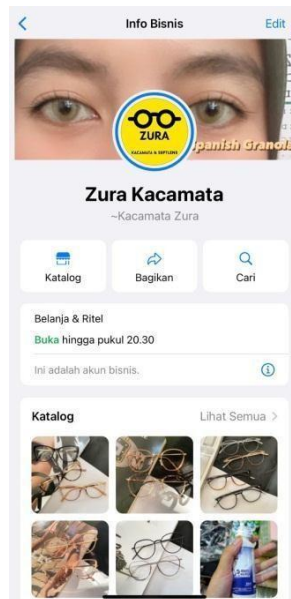 Info Bisnis
Edit
ZURA
KACAMATA & SOFTLENS
panish Granola
Zura Kacamata
~Kacamata Zura
Katalog
Bagikan
Cari
Belanja & Ritel
Buka hingga pukul 20.30
Ini adalah akun bisnis.
Katalog
Lihat Semua